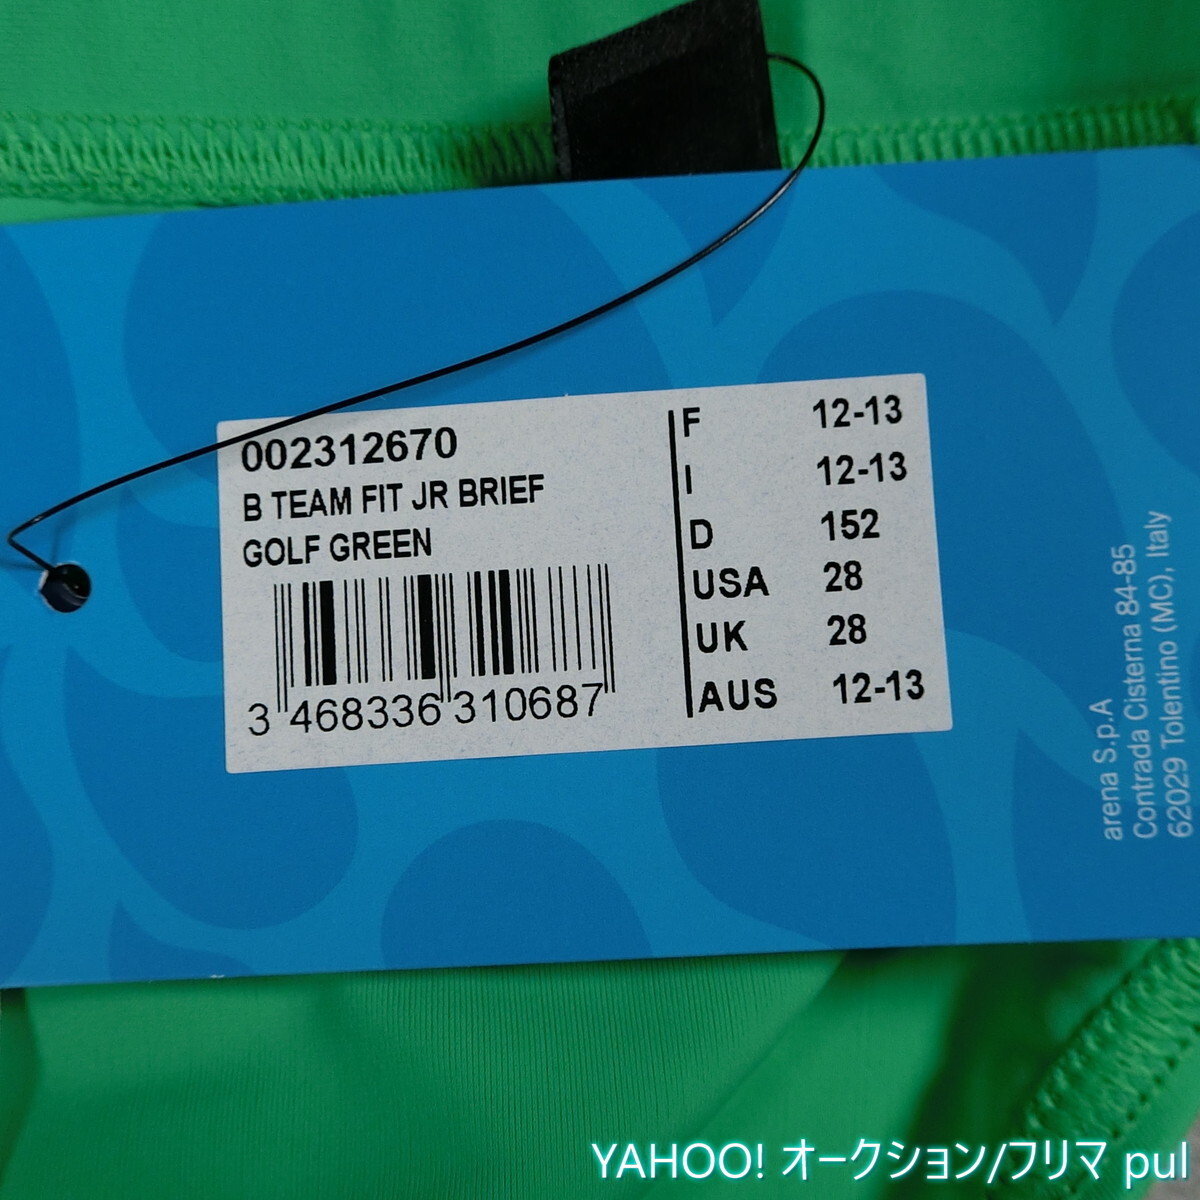 002312670
B TEAM FIT JR BRIEF
GOLF GREEN
3 468336 310687
F 12-13
I 12-13
D 152
USA 28
UK 28
AUS 12-13
arena S.p.A
Contrada Cisterna 84-85
62029 Tolentino (MC), Italy
YAHOO! オークション/フリマ pul